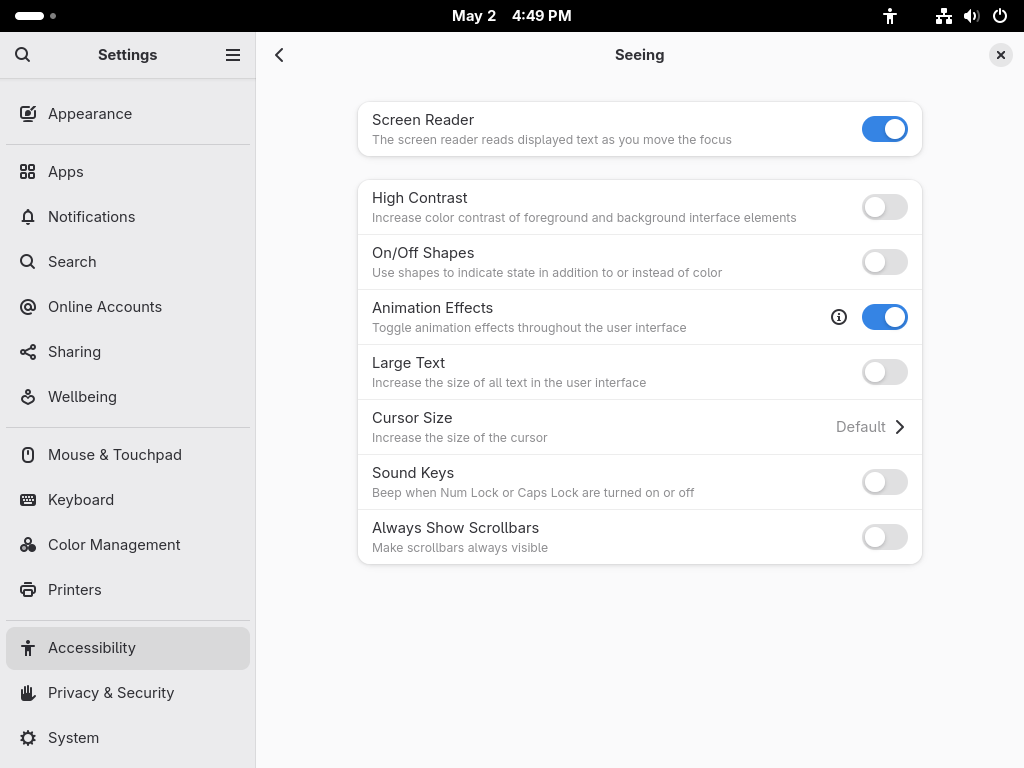 May 2 4:49 PM
Settings
Seeing
Appearance
Apps
Notifications
Search
Online Accounts
Sharing
Wellbeing
Mouse & Touchpad
Keyboard
Color Management
Printers
Accessibility
Privacy & Security
System
Screen Reader
The screen reader reads displayed text as you move the focus
High Contrast
Increase color contrast of foreground and background interface elements
On/Off Shapes
Use shapes to indicate state in addition to or instead of color
Animation Effects
Toggle animation effects throughout the user interface
Large Text
Increase the size of all text in the user interface
Cursor Size
Increase the size of the cursor
Default
Sound Keys
Beep when Num Lock or Caps Lock are turned on or off
Always Show Scrollbars
Make scrollbars always visible